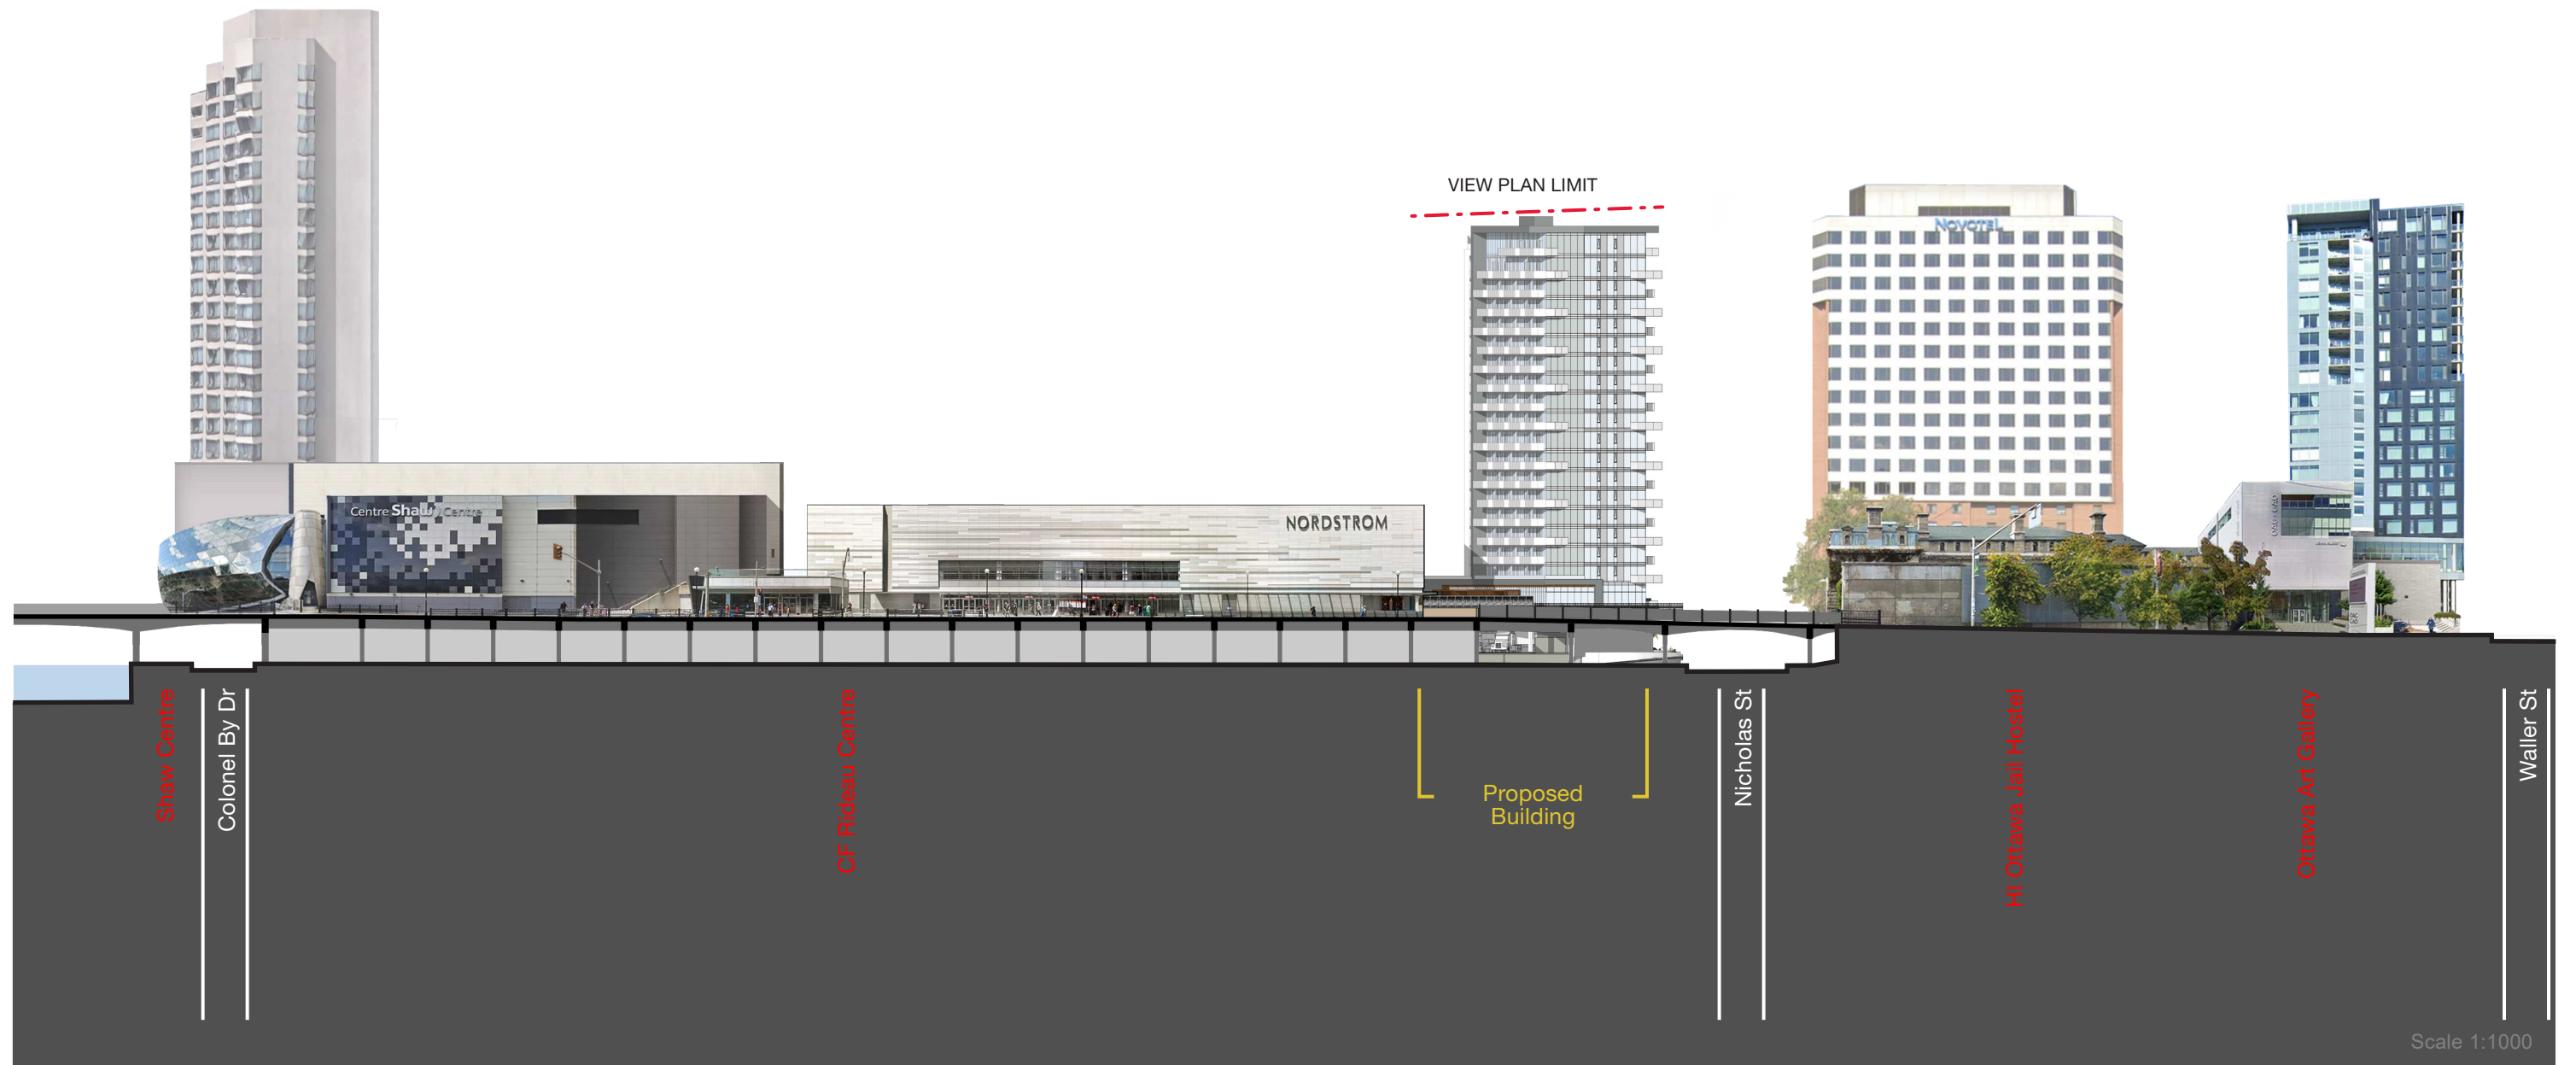 VIEW PLAN LIMIT
NOVOTEL
Centre Shaw Centre
NORDSTROM
Shaw Centre
Colonel By Dr
CF Rideau Centre
Proposed
Building
Nicholas St
HI Ottawa Jail Hostel
Ottawa Art Gallery
Waller St
Scale 1:1000